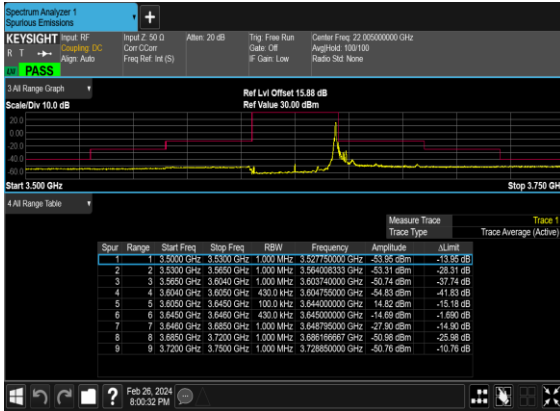 Spectrum Analyzer 1
Spurious Emissions
KEYSIGHT Input: RF Input Z: 50 Ω Atten: 20 dB Trig: Free Run Center Freq: 22.005000000 GHz
R T Coupling: DC Corr CCorr Gate: Off Avg|Hold: 100/100
Align: Auto Freq Ref: Int (S) IF Gain: Low Radio Std: None
PASS
3 All Range Graph
Ref Lvl Offset 15.88 dB
Scale/Div 10.0 dB Ref Value 30.00 dBm
20.0
0.00
-20.0
-40.0
-60.0
Start 3.500 GHz Stop 3.750 GHz
4 All Range Table
Measure Trace Trace 1
Trace Type Trace Average (Active)
Spur Range Start Freq Stop Freq RBW Frequency Amplitude ΔLimit
1 1 3.5000 GHz 3.5300 GHz 1.000 MHz 3.527750000 GHz -53.95 dBm -13.95 dB
2 2 3.5300 GHz 3.5650 GHz 1.000 MHz 3.564008333 GHz -53.31 dBm -28.31 dB
3 3 3.5650 GHz 3.6040 GHz 1.000 MHz 3.603740000 GHz -50.74 dBm -37.74 dB
4 4 3.6040 GHz 3.6050 GHz 430.0 kHz 3.604755000 GHz -54.83 dBm -41.83 dB
5 5 3.6050 GHz 3.6450 GHz 100.0 kHz 3.644000000 GHz 14.82 dBm -15.18 dB
6 6 3.6450 GHz 3.6460 GHz 430.0 kHz 3.645000000 GHz -14.69 dBm -1.690 dB
7 7 3.6460 GHz 3.6850 GHz 1.000 MHz 3.648795000 GHz -27.90 dBm -14.90 dB
8 8 3.6850 GHz 3.7200 GHz 1.000 MHz 3.686166667 GHz -50.98 dBm -25.98 dB
9 9 3.7200 GHz 3.7500 GHz 1.000 MHz 3.728850000 GHz -50.76 dBm -10.76 dB
Feb 26, 2024
8:00:32 PM